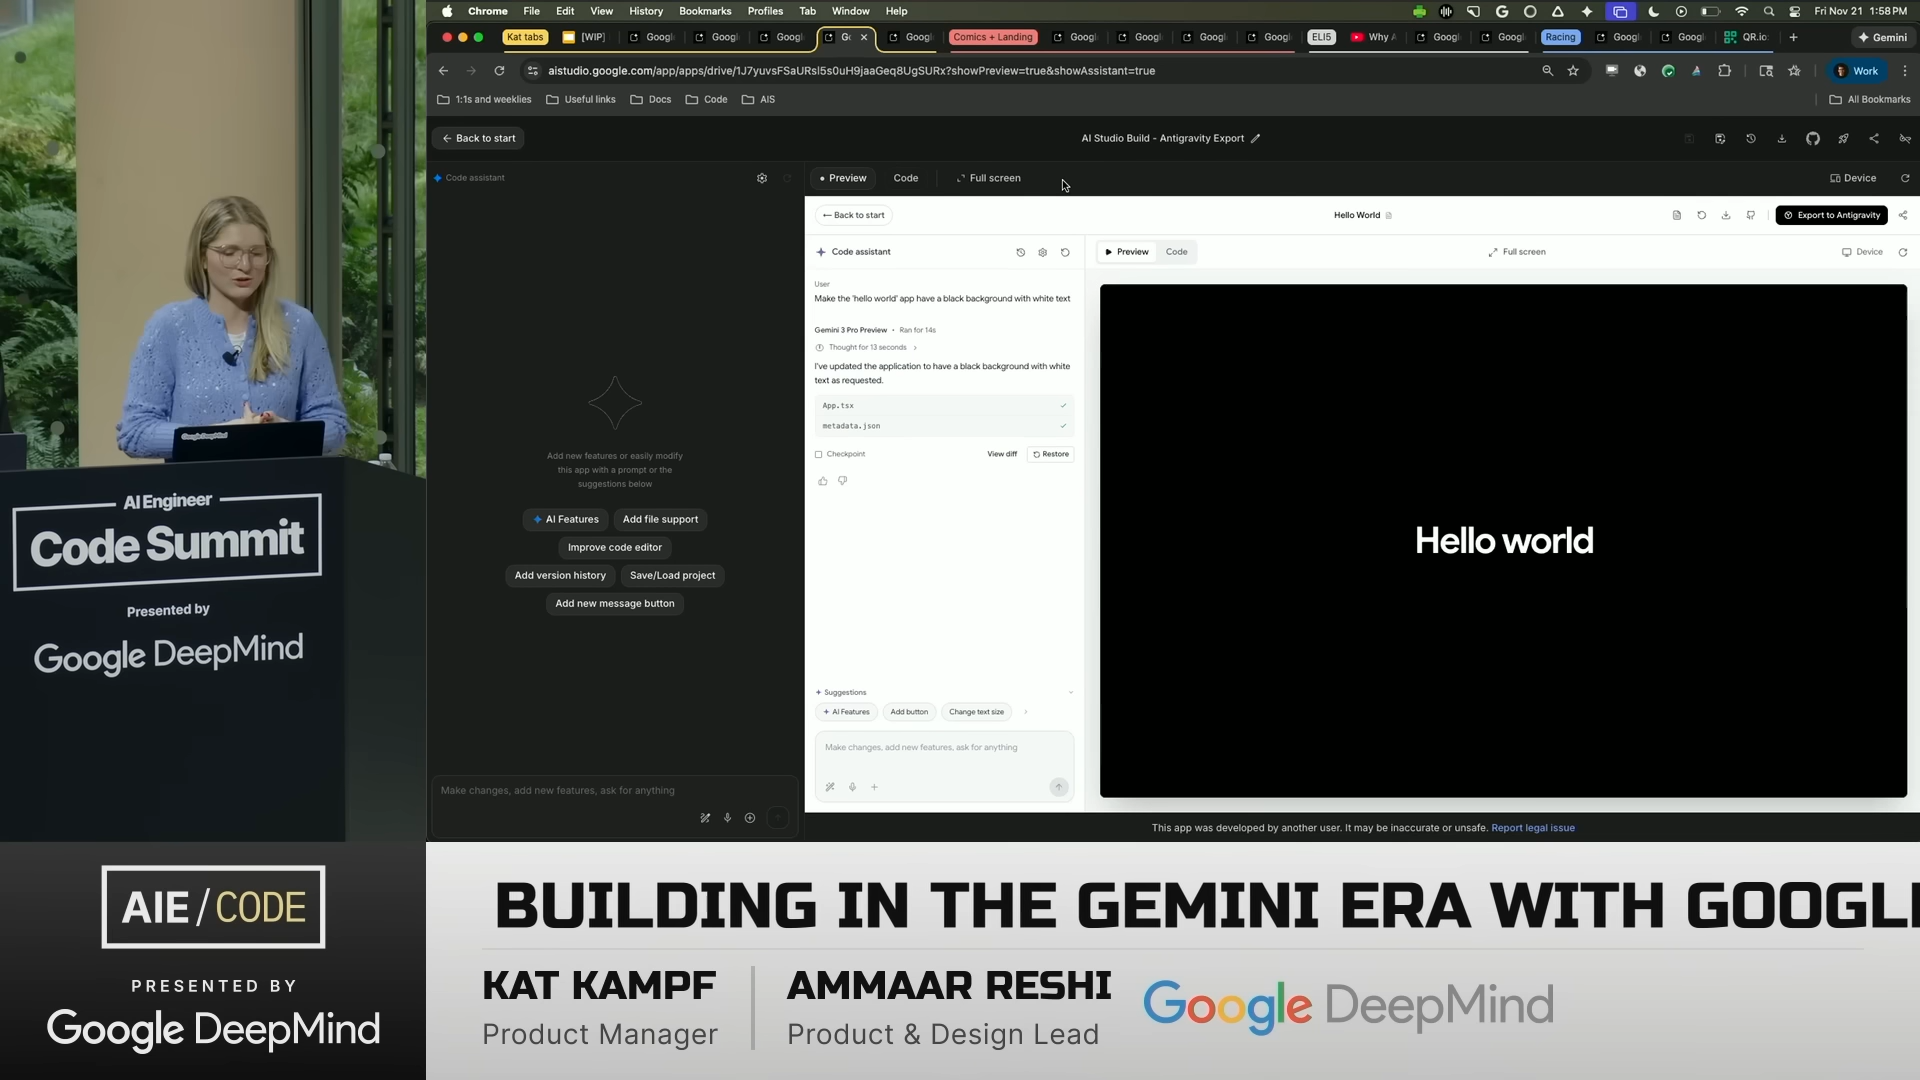 Chrome File Edit View History Bookmarks Profiles Tab Window Help
Fri Nov 21 1:58 PM
Kat tabs
[WIP]
Comics + Landing
ELI5
Why A
Racing
QR.io:
Gemini
aistudio.google.com/app/apps/drive/1J7yuvsFSaURsI5s0uH9jaaGeq8UgSURx?showPreview=true&showAssistant=true
Work
1:1s and weeklies
Useful links
Docs
Code
AIS
All Bookmarks
Back to start
AI Studio Build - Antigravity Export
Code assistant
Preview
Code
Full screen
Device
Back to start
Hello World
Export to Antigravity
Code assistant
Preview
Code
Full screen
Device
User
Make the 'hello world' app have a black background with white text
Gemini 3 Pro Preview • Ran for 14s
Thought for 13 seconds
I've updated the application to have a black background with white
text as requested.
App.tsx
metadata.json
Checkpoint
View diff
Restore
Hello world
Add new features or easily modify
this app with a prompt or the
suggestions below
AI Features
Add file support
Improve code editor
Add version history
Save/Load project
Add new message button
Suggestions
AI Features
Add button
Change text size
Make changes, add new features, ask for anything
Make changes, add new features, ask for anything
This app was developed by another user. It may be inaccurate or unsafe. Report legal issue
Google DeepMind
AI Engineer
Code Summit
Presented by
Google DeepMind
AIE/CODE
PRESENTED BY
Google DeepMind
BUILDING IN THE GEMINI ERA WITH GOOGL
KAT KAMPF
Product Manager
AMMAAR RESHI
Product & Design Lead
Google DeepMind